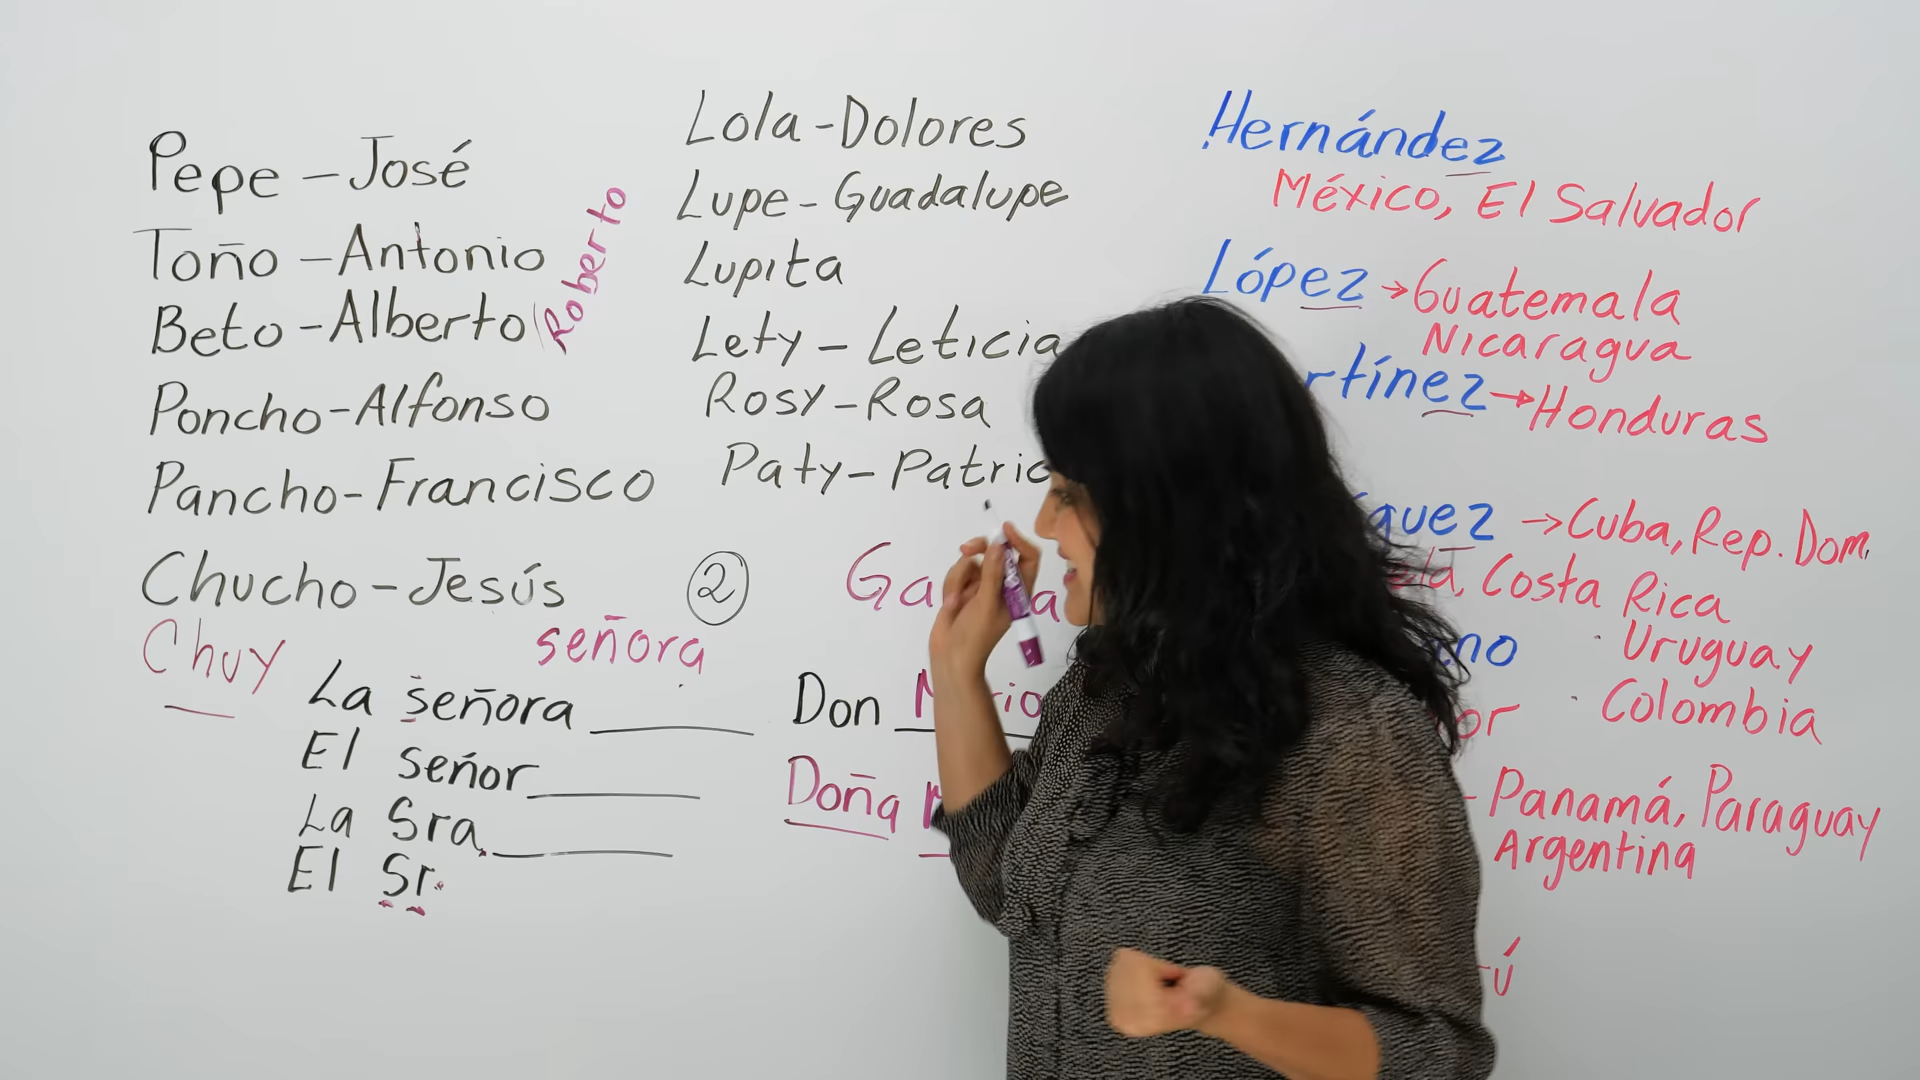 Pepe – José
Toño – Antonio
Beto – Alberto
Roberto
Poncho – Alfonso
Pancho – Francisco
Chucho – Jesús
Chuy
Lola – Dolores
Lupe – Guadalupe
Lupita
Lety – Leticia
Rosy – Rosa
Paty –
2
señora
La señora
El señor
La Sra.
El Sr.
Don
Doña
Hernández
México, El Salvador
López → Guatemala
Nicaragua
→ Honduras
→ Cuba, Rep. Dom.
Costa Rica
Uruguay
Colombia
Panamá, Paraguay
Argentina